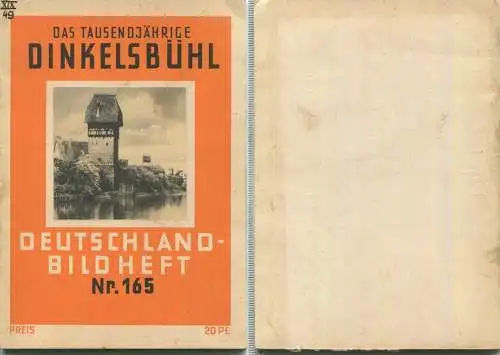 XIX
49
DAS TAUSENDJÄHRIGE
DINKELSBÜHL
DEUTSCHLAND-
BILDHEFT
Nr. 165
PREIS 20 PF.